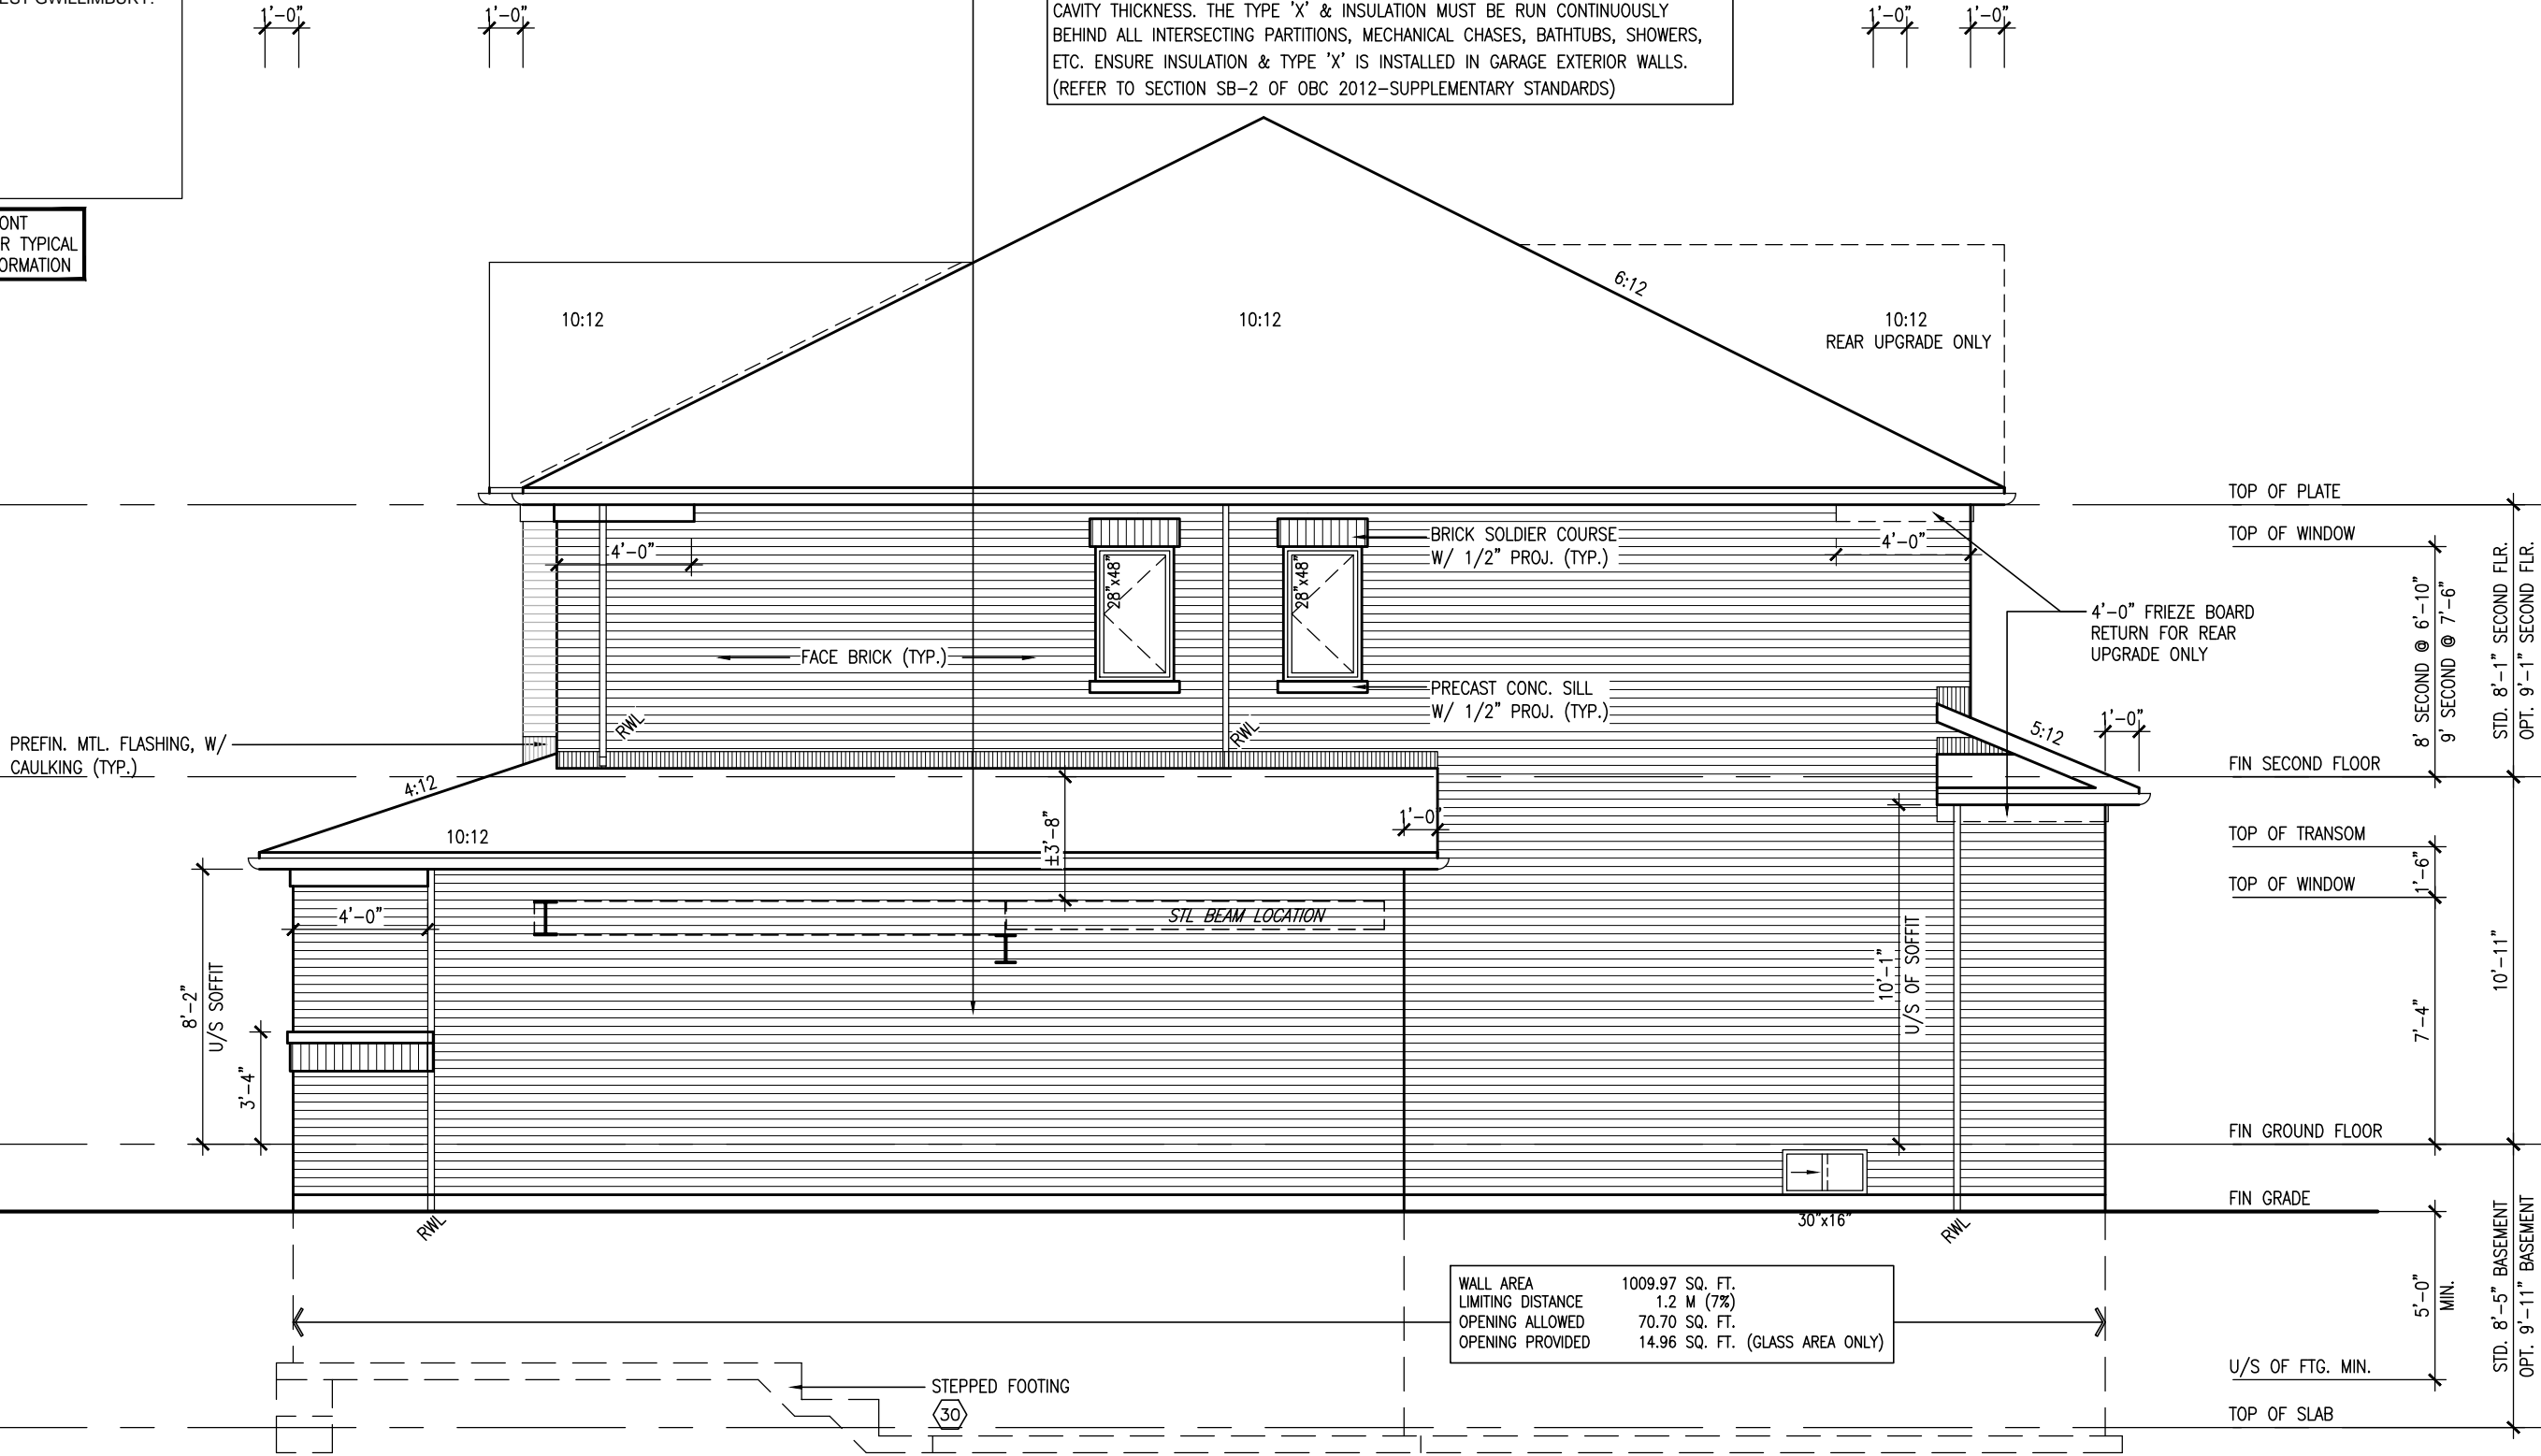 1'-0"
1'-0"
CAVITY THICKNESS. THE TYPE 'X' & INSULATION MUST BE RUN CONTINUOUSLY
BEHIND ALL INTERSECTING PARTITIONS, MECHANICAL CHASES, BATHTUBS, SHOWERS,
ETC. ENSURE INSULATION & TYPE 'X' IS INSTALLED IN GARAGE EXTERIOR WALLS.
(REFER TO SECTION SB-2 OF OBC 2012-SUPPLEMENTARY STANDARDS)
1'-0"
1'-0"
ONT
R TYPICAL
ORMATION
10:12
10:12
6:12
10:12
REAR UPGRADE ONLY
TOP OF PLATE
TOP OF WINDOW
4'-0"
28"x48"
28"x48"
BRICK SOLDIER COURSE
W/ 1/2" PROJ. (TYP.)
4'-0"
4'-0" FRIEZE BOARD
RETURN FOR REAR
UPGRADE ONLY
8' SECOND @ 6'-10"
9' SECOND @ 7'-6"
STD. 8'-1" SECOND FLR.
OPT. 9'-1" SECOND FLR.
FACE BRICK (TYP.)
PRECAST CONC. SILL
W/ 1/2" PROJ. (TYP.)
RWL
RWL
PREFIN. MTL. FLASHING, W/
CAULKING (TYP.)
5:12
1'-0"
FIN SECOND FLOOR
4:12
10:12
±3'-8"
1'-0"
TOP OF TRANSOM
1'-6"
TOP OF WINDOW
4'-0"
STL BEAM LOCATION
8'-2"
U/S SOFFIT
3'-4"
10'-1"
U/S OF SOFFIT
7'-4"
10'-11"
FIN GROUND FLOOR
FIN GRADE
RWL
30"x16"
RWL
WALL AREA 1009.97 SQ. FT.
LIMITING DISTANCE 1.2 M (7%)
OPENING ALLOWED 70.70 SQ. FT.
OPENING PROVIDED 14.96 SQ. FT. (GLASS AREA ONLY)
5'-0"
MIN.
STD. 8'-5" BASEMENT
OPT. 9'-11" BASEMENT
U/S OF FTG. MIN.
STEPPED FOOTING
30
TOP OF SLAB